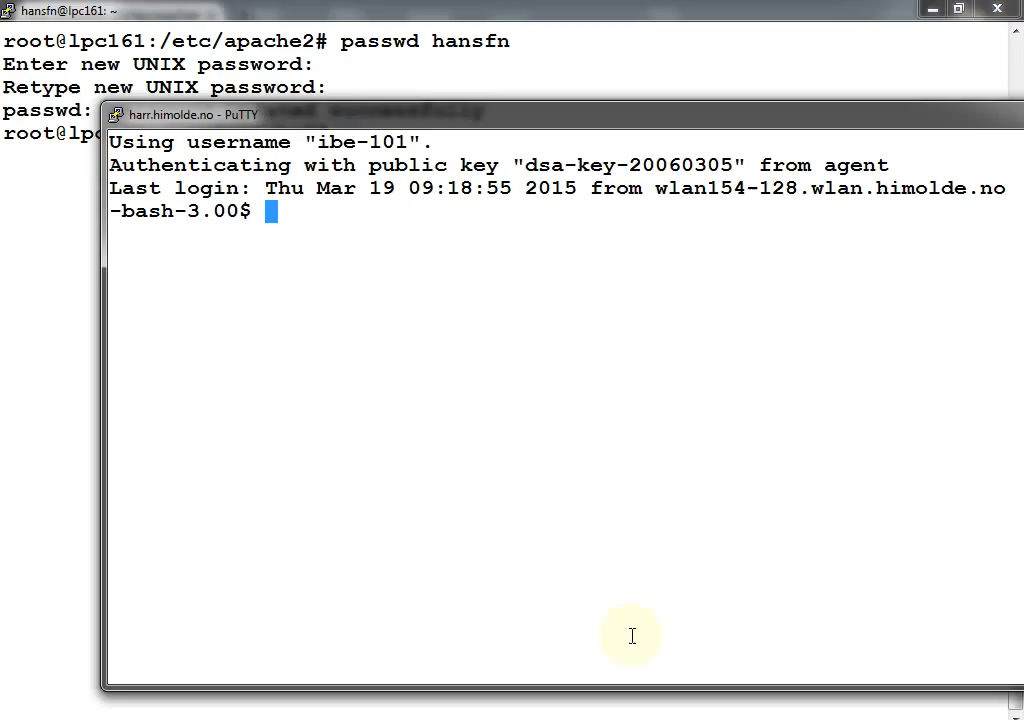 hansfn@lpc161: ~
root@lpc161:/etc/apache2# passwd hansfn
Enter new UNIX password:
Retype new UNIX password:
passwd: successfully
root@lpc
harr.himolde.no - PuTTY
Using username "ibe-101".
Authenticating with public key "dsa-key-20060305" from agent
Last login: Thu Mar 19 09:18:55 2015 from wlan154-128.wlan.himolde.no
-bash-3.00$